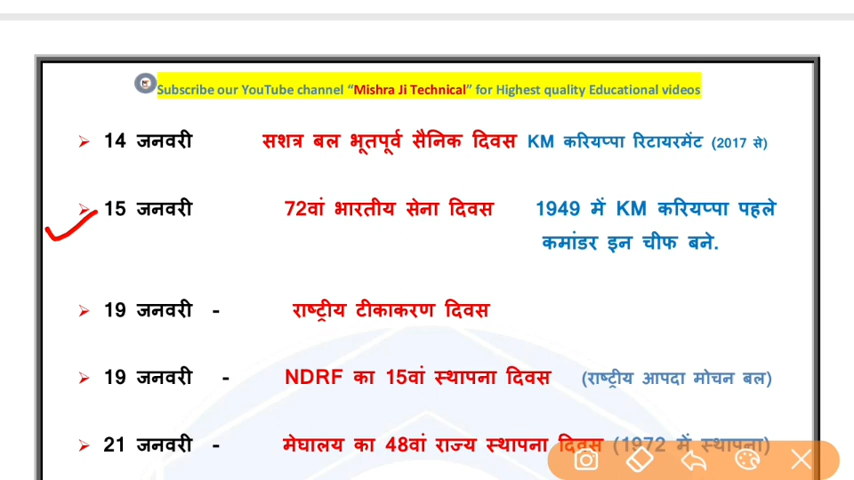 Subscribe our YouTube channel “Mishra Ji Technical” for Highest quality Educational videos
➢ 14 जनवरी सशत्र बल भूतपूर्व सैनिक दिवस KM करियप्पा रिटायरमेंट (2017 से)
➢ 15 जनवरी 72वां भारतीय सेना दिवस 1949 में KM करियप्पा पहले
कमांडर इन चीफ बने.
➢ 19 जनवरी - राष्ट्रीय टीकाकरण दिवस
➢ 19 जनवरी - NDRF का 15वां स्थापना दिवस (राष्ट्रीय आपदा मोचन बल)
➢ 21 जनवरी - मेघालय का 48वां राज्य स्थापना दिवस (1972 में स्थापना)